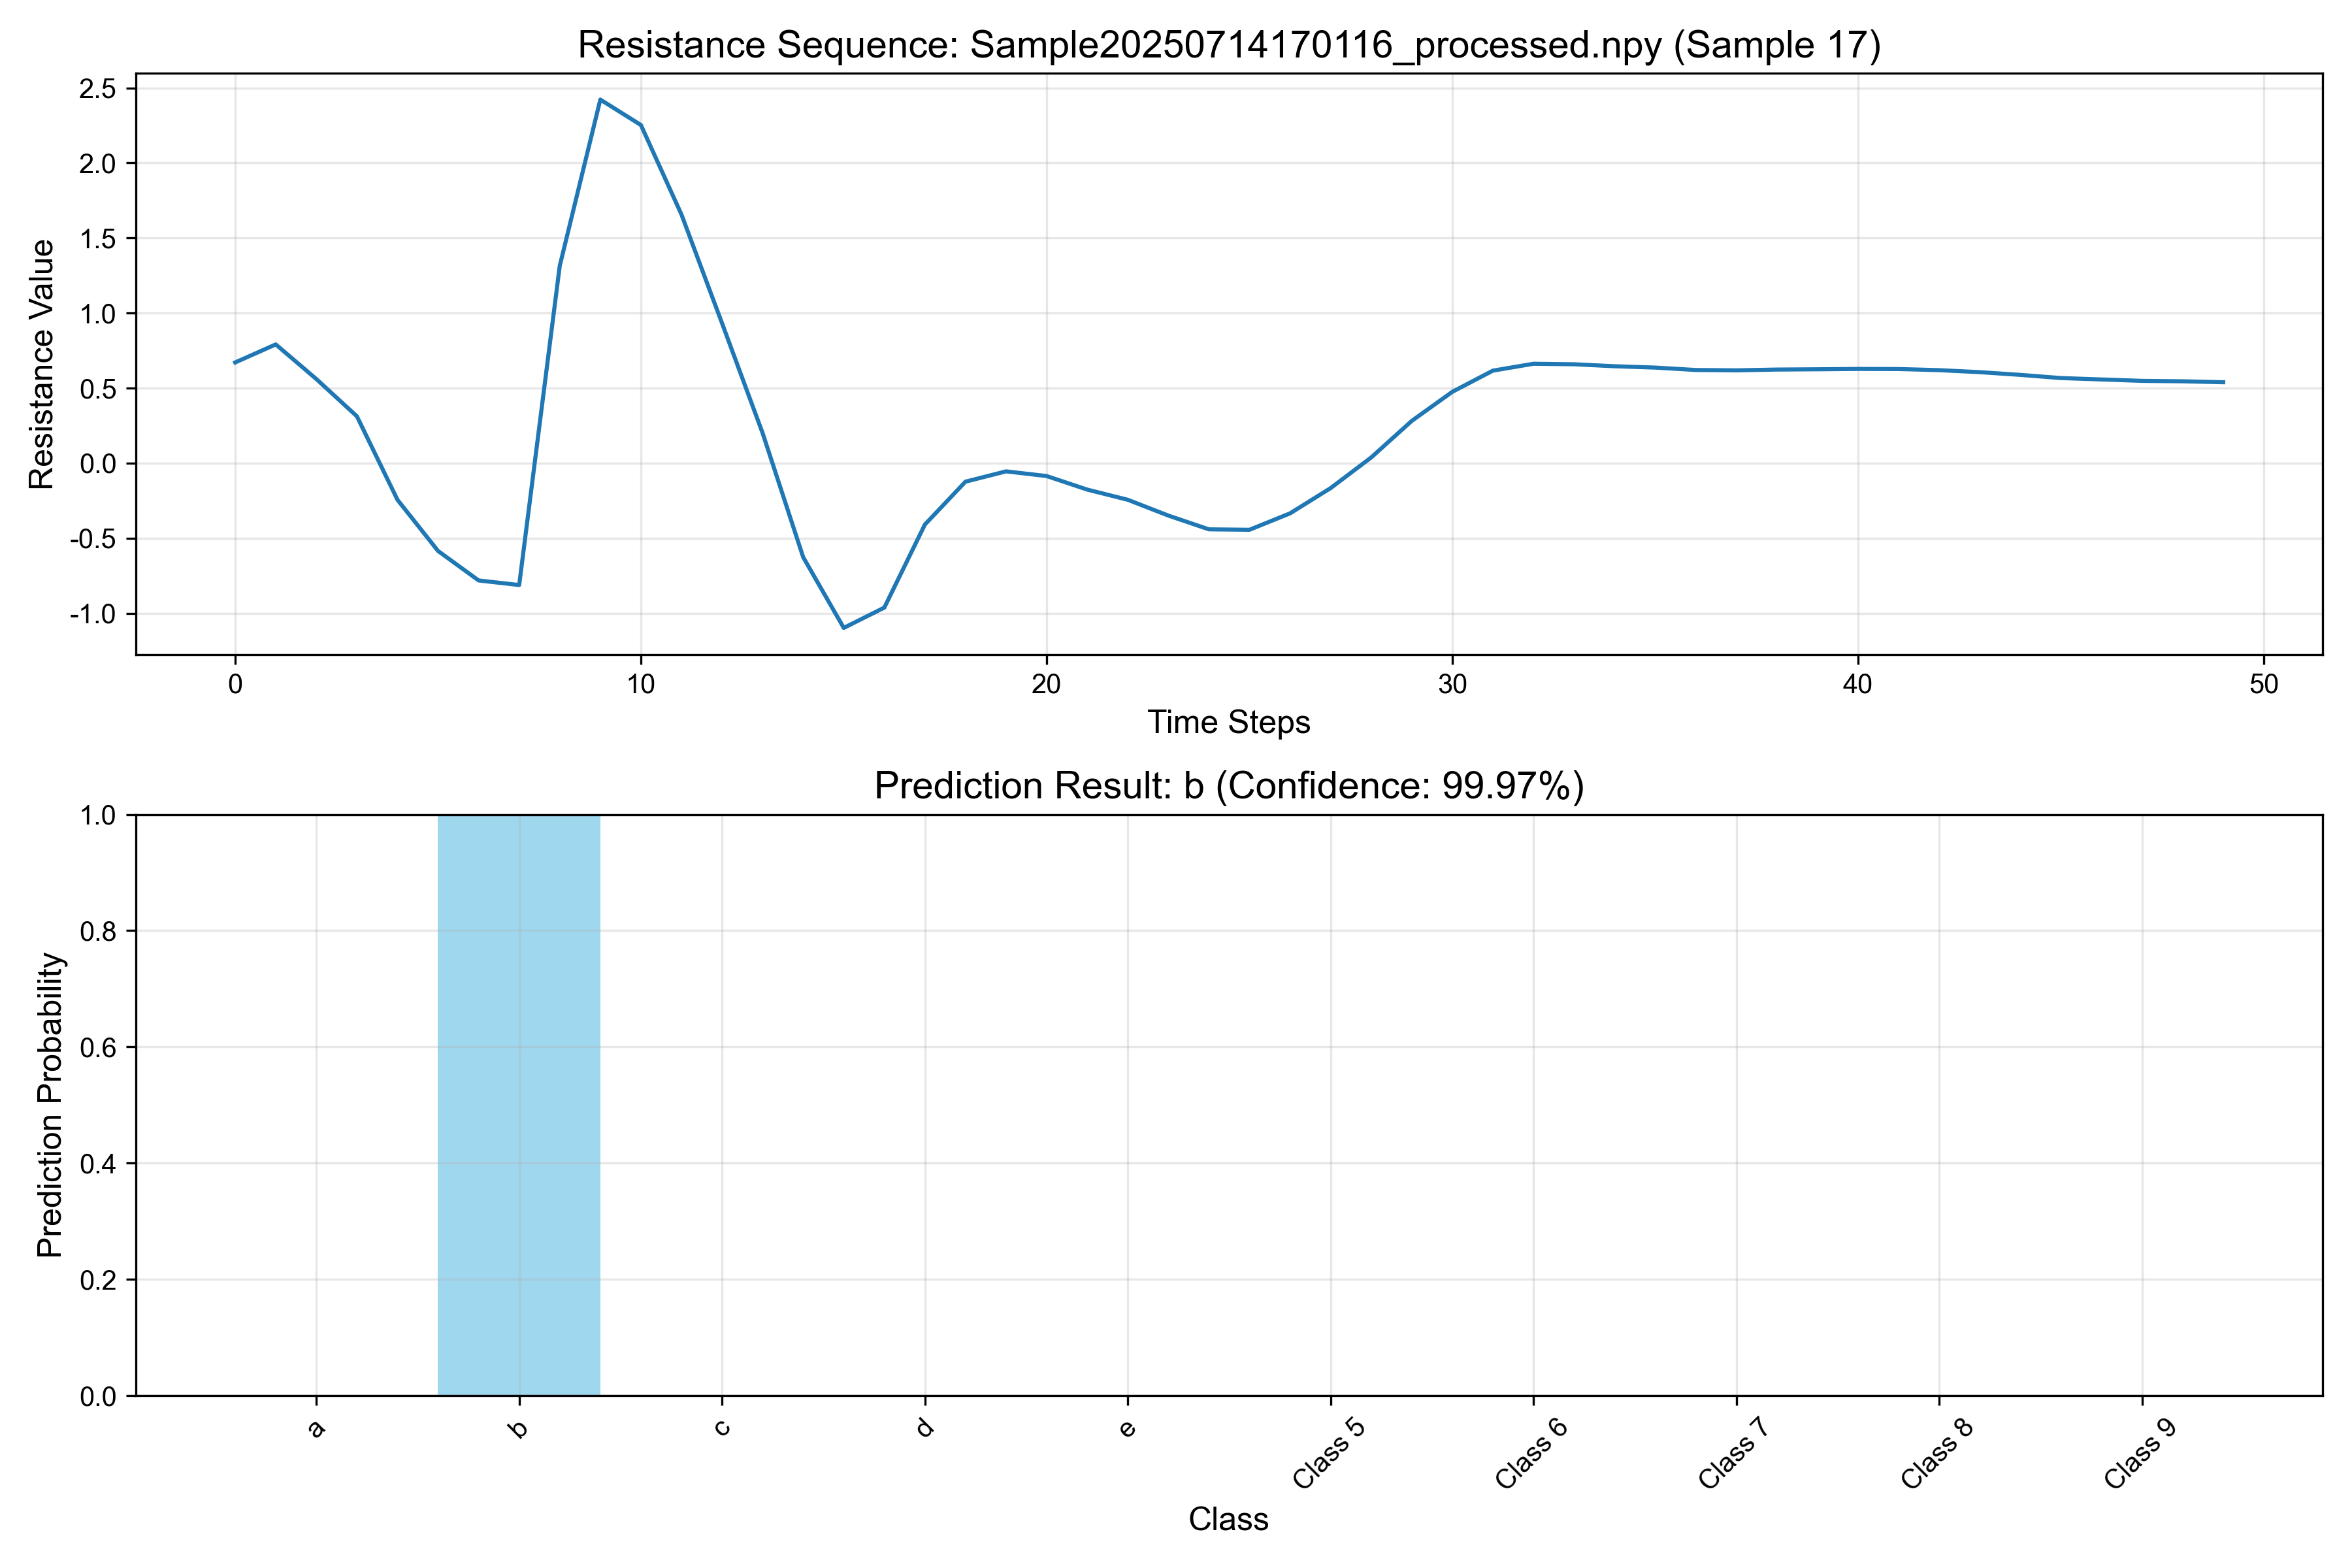 Resistance Sequence: Sample20250714170116_processed.npy (Sample 17)
Resistance Value
2.5
2.0
1.5
1.0
0.5
0.0
-0.5
-1.0
0 10 20 30 40 50
Time Steps
Prediction Result: b (Confidence: 99.97%)
Prediction Probability
1.0
0.8
0.6
0.4
0.2
0.0
a b c d e Class 5 Class 6 Class 7 Class 8 Class 9
Class